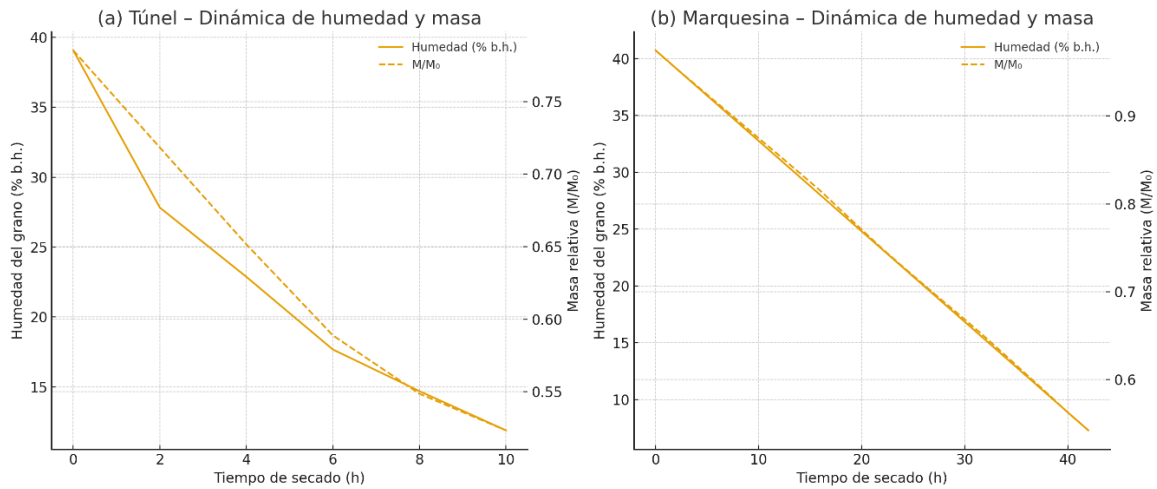 (a) Túnel – Dinámica de humedad y masa
Humedad (% b.h.)
M/M₀
Humedad del grano (% b.h.)
40
35
30
25
20
15
0.75
0.70
0.65
0.60
0.55
Masa relativa (M/M₀)
0 2 4 6 8 10
Tiempo de secado (h)
(b) Marquesina – Dinámica de humedad y masa
Humedad (% b.h.)
M/M₀
Humedad del grano (% b.h.)
40
35
30
25
20
15
10
0.9
0.8
0.7
0.6
Masa relativa (M/M₀)
0 10 20 30 40
Tiempo de secado (h)